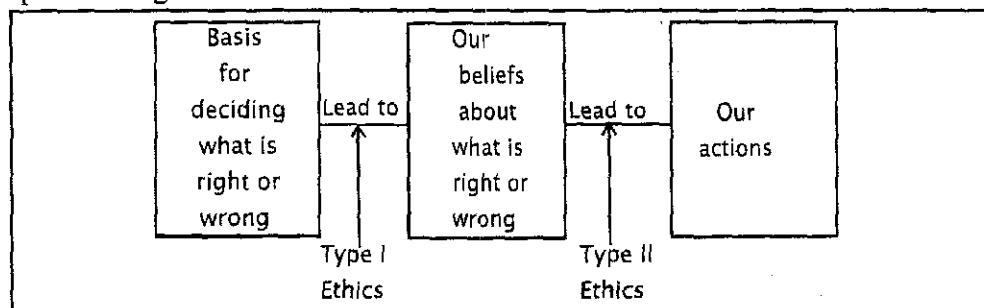 Basis
for
deciding
what is
right or
wrong
Lead to
Our
beliefs
about
what is
right or
wrong
Lead to
Our
actions
Type I
Ethics
Type II
Ethics